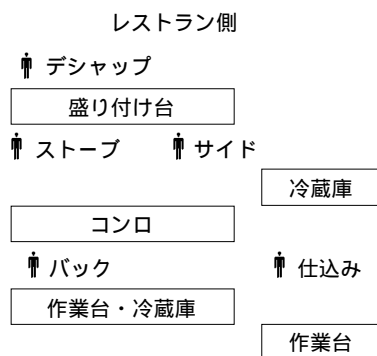 レストラン側
デシャップ
盛り付け台
ストーブ サイド
冷蔵庫
コンロ
バック 仕込み
作業台・冷蔵庫
作業台